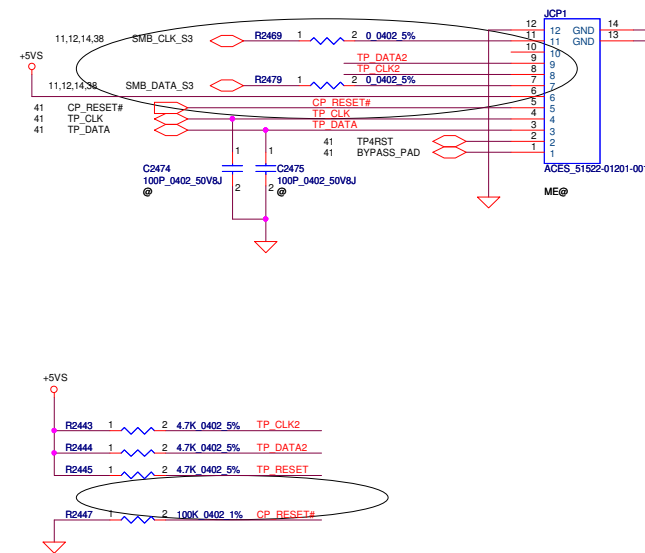 JCP1
12 12 GND 14
11,12,14,38 SMB_CLK_S3 R2469 1 2 0_0402_5% 11 11 GND 13
10 10
+5VS TP_DATA2 9 9
TP_CLK2 8 8
11,12,14,38 SMB_DATA_S3 R2479 1 2 0_0402_5% 7 7
6 6
41 CP_RESET# CP_RESET# 5 5
41 TP_CLK TP_CLK 4 4
41 TP_DATA TP_DATA 3 3
41 TP4RST 2 2
41 BYPASS_PAD 1 1
1 1
C2474 C2475 ACES_51522-01201-001
100P_0402_50V8J 100P_0402_50V8J
2 2
@ @ ME@
+5VS
R2443 1 2 4.7K_0402_5% TP_CLK2
R2444 1 2 4.7K_0402_5% TP_DATA2
R2445 1 2 4.7K_0402_5% TP_RESET
R2447 1 2 100K_0402_1% CP_RESET#